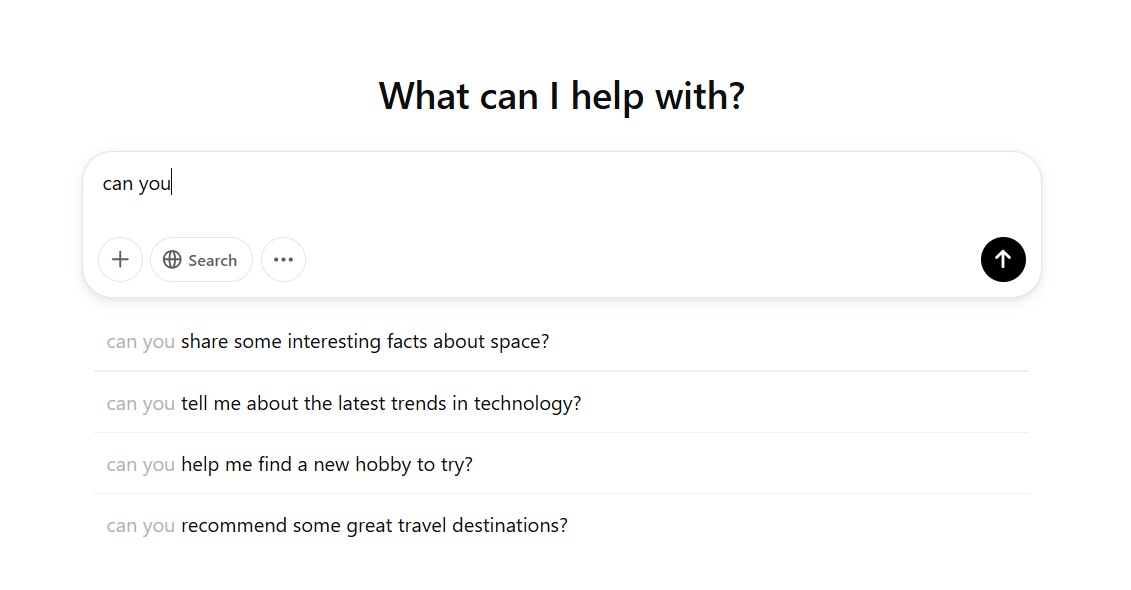 What can I help with?
can you
Search
can you share some interesting facts about space?
can you tell me about the latest trends in technology?
can you help me find a new hobby to try?
can you recommend some great travel destinations?